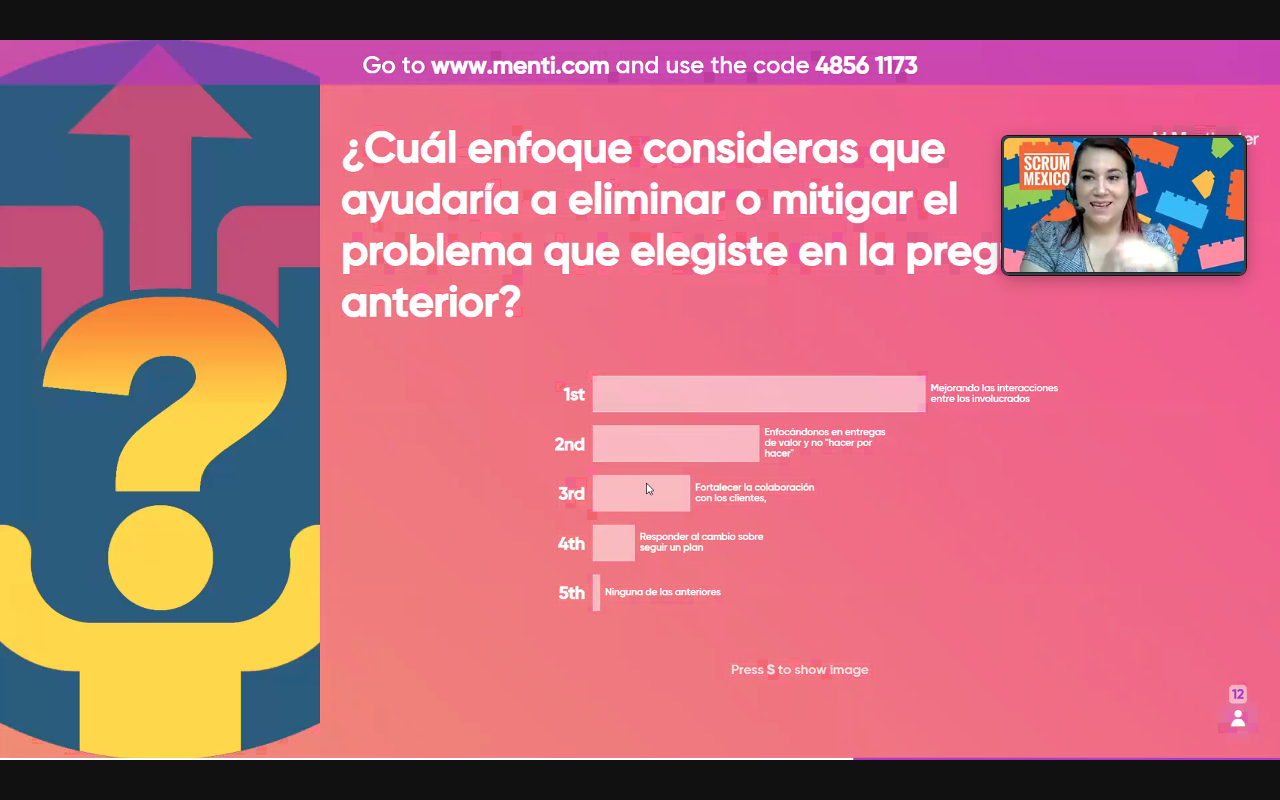 Go to www.menti.com and use the code 4856 1173
¿Cuál enfoque consideras que
ayudaría a eliminar o mitigar el
problema que elegiste en la
anterior?
SCRUM
MEXICO
1st
Mejorando las interacciones
entre los involucrados
2nd
Enfocándonos en entregas
de valor y no "hacer por
hacer"
3rd
Fortalecer la colaboración
con los clientes,
4th
Responder al cambio sobre
seguir un plan
5th
Ninguna de las anteriores
Press S to show image
12